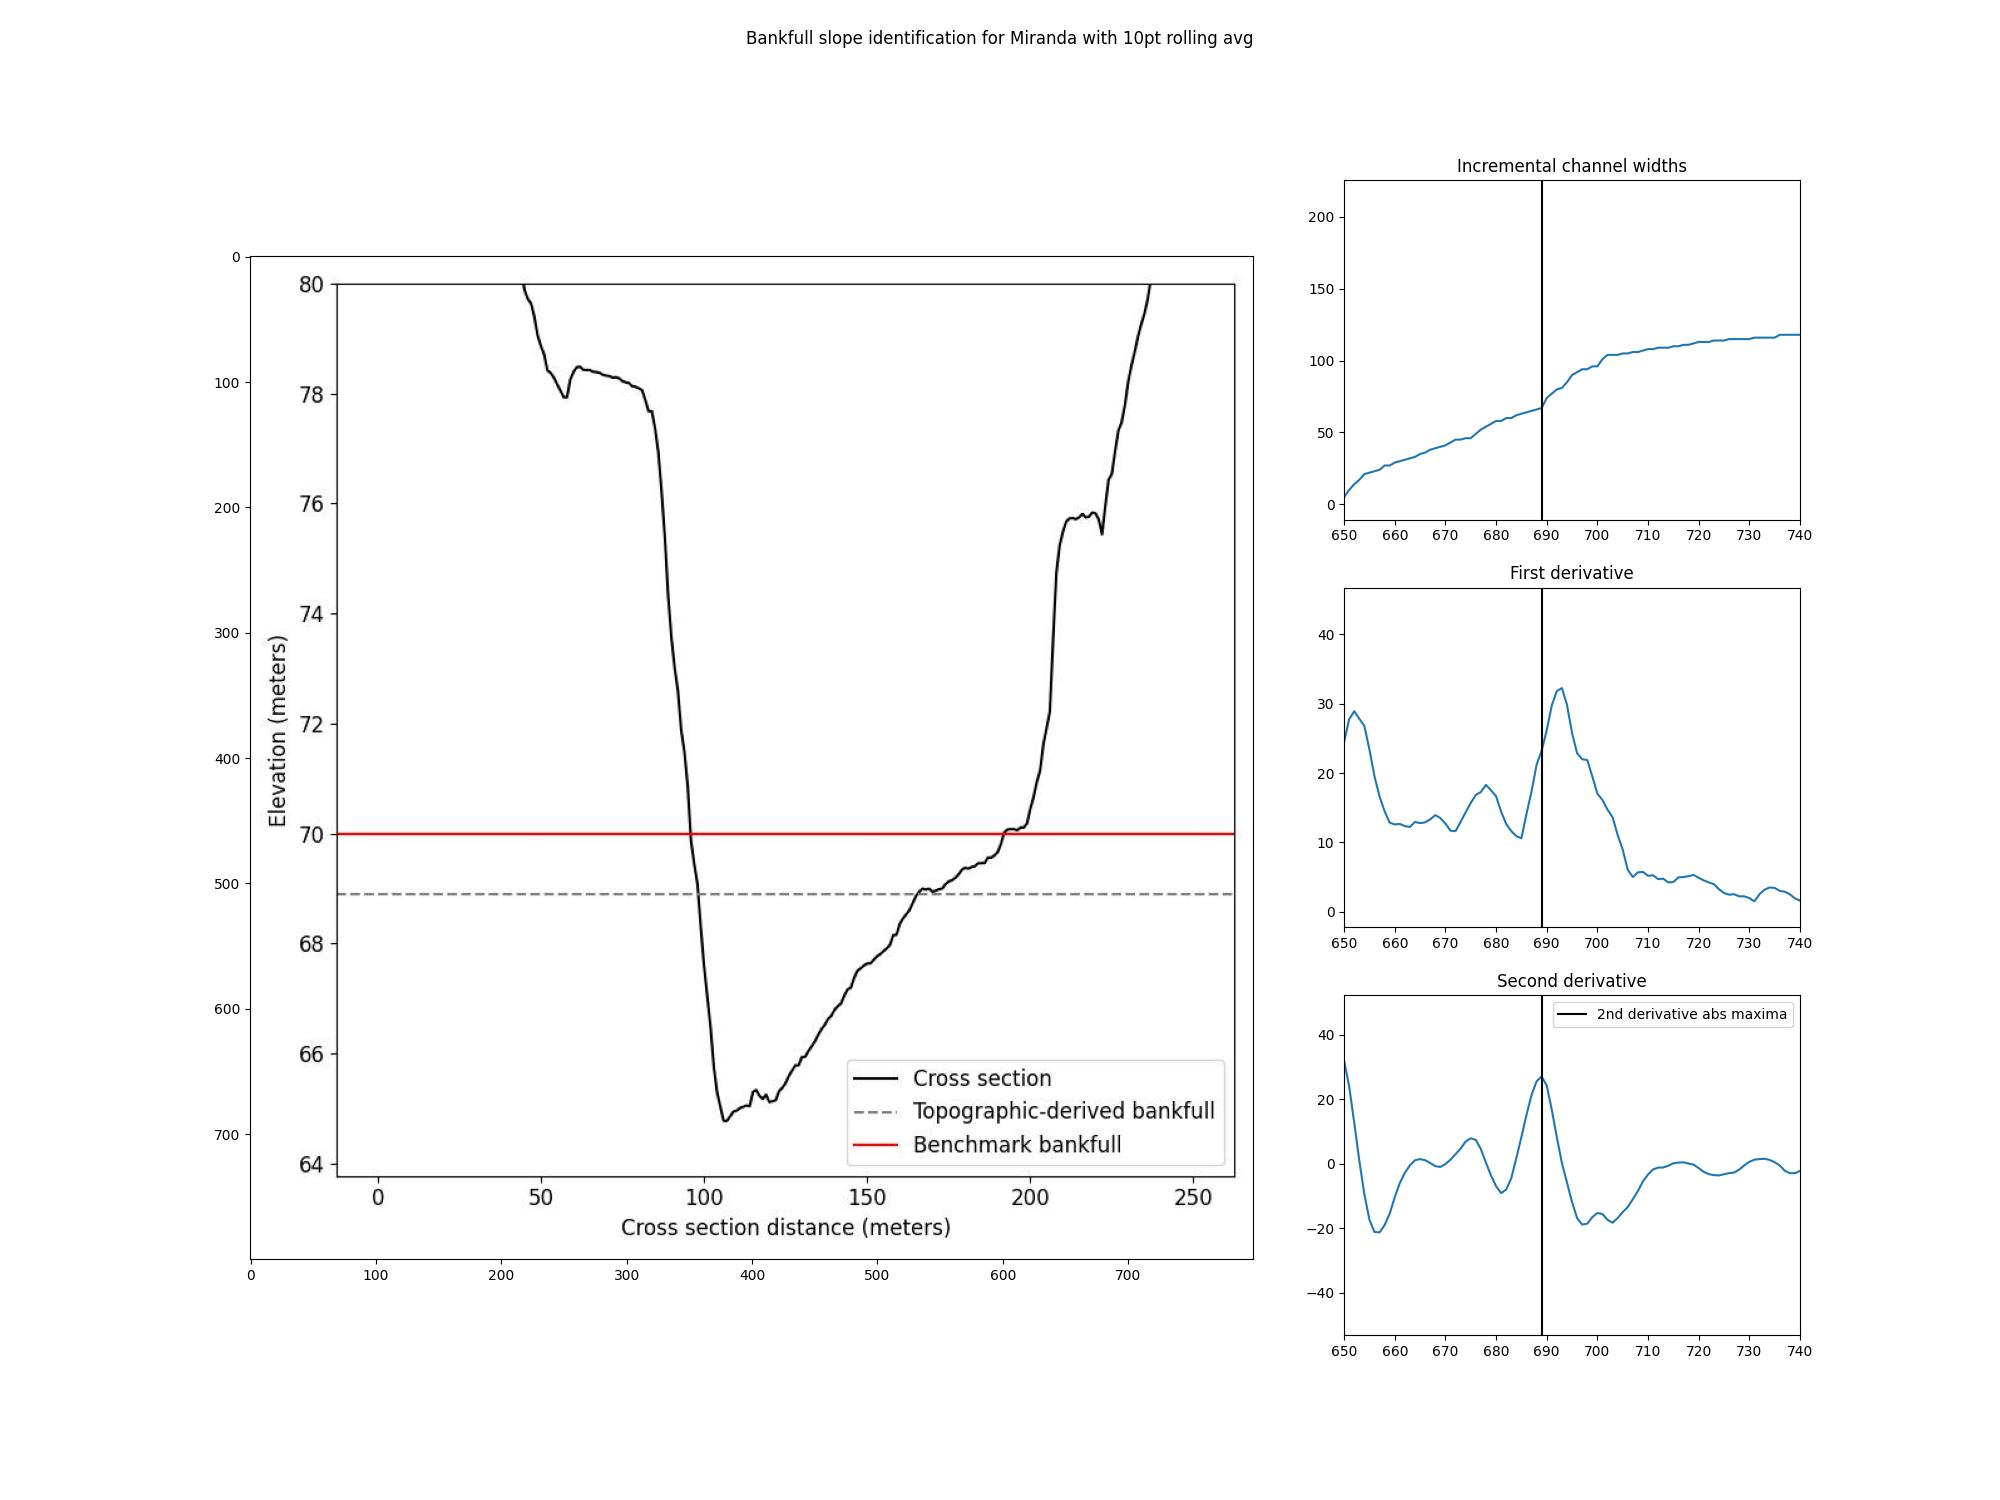 Bankfull slope identification for Miranda with 10pt rolling avg
0
100
200
300
400
500
600
700
80
78
76
74
72
70
68
66
64
Elevation (meters)
Cross section
Topographic-derived bankfull
Benchmark bankfull
0 50 100 150 200 250
Cross section distance (meters)
0 100 200 300 400 500 600 700
Incremental channel widths
200
150
100
50
0
650 660 670 680 690 700 710 720 730 740
First derivative
40
30
20
10
0
650 660 670 680 690 700 710 720 730 740
Second derivative
2nd derivative abs maxima
40
20
0
−20
−40
650 660 670 680 690 700 710 720 730 740